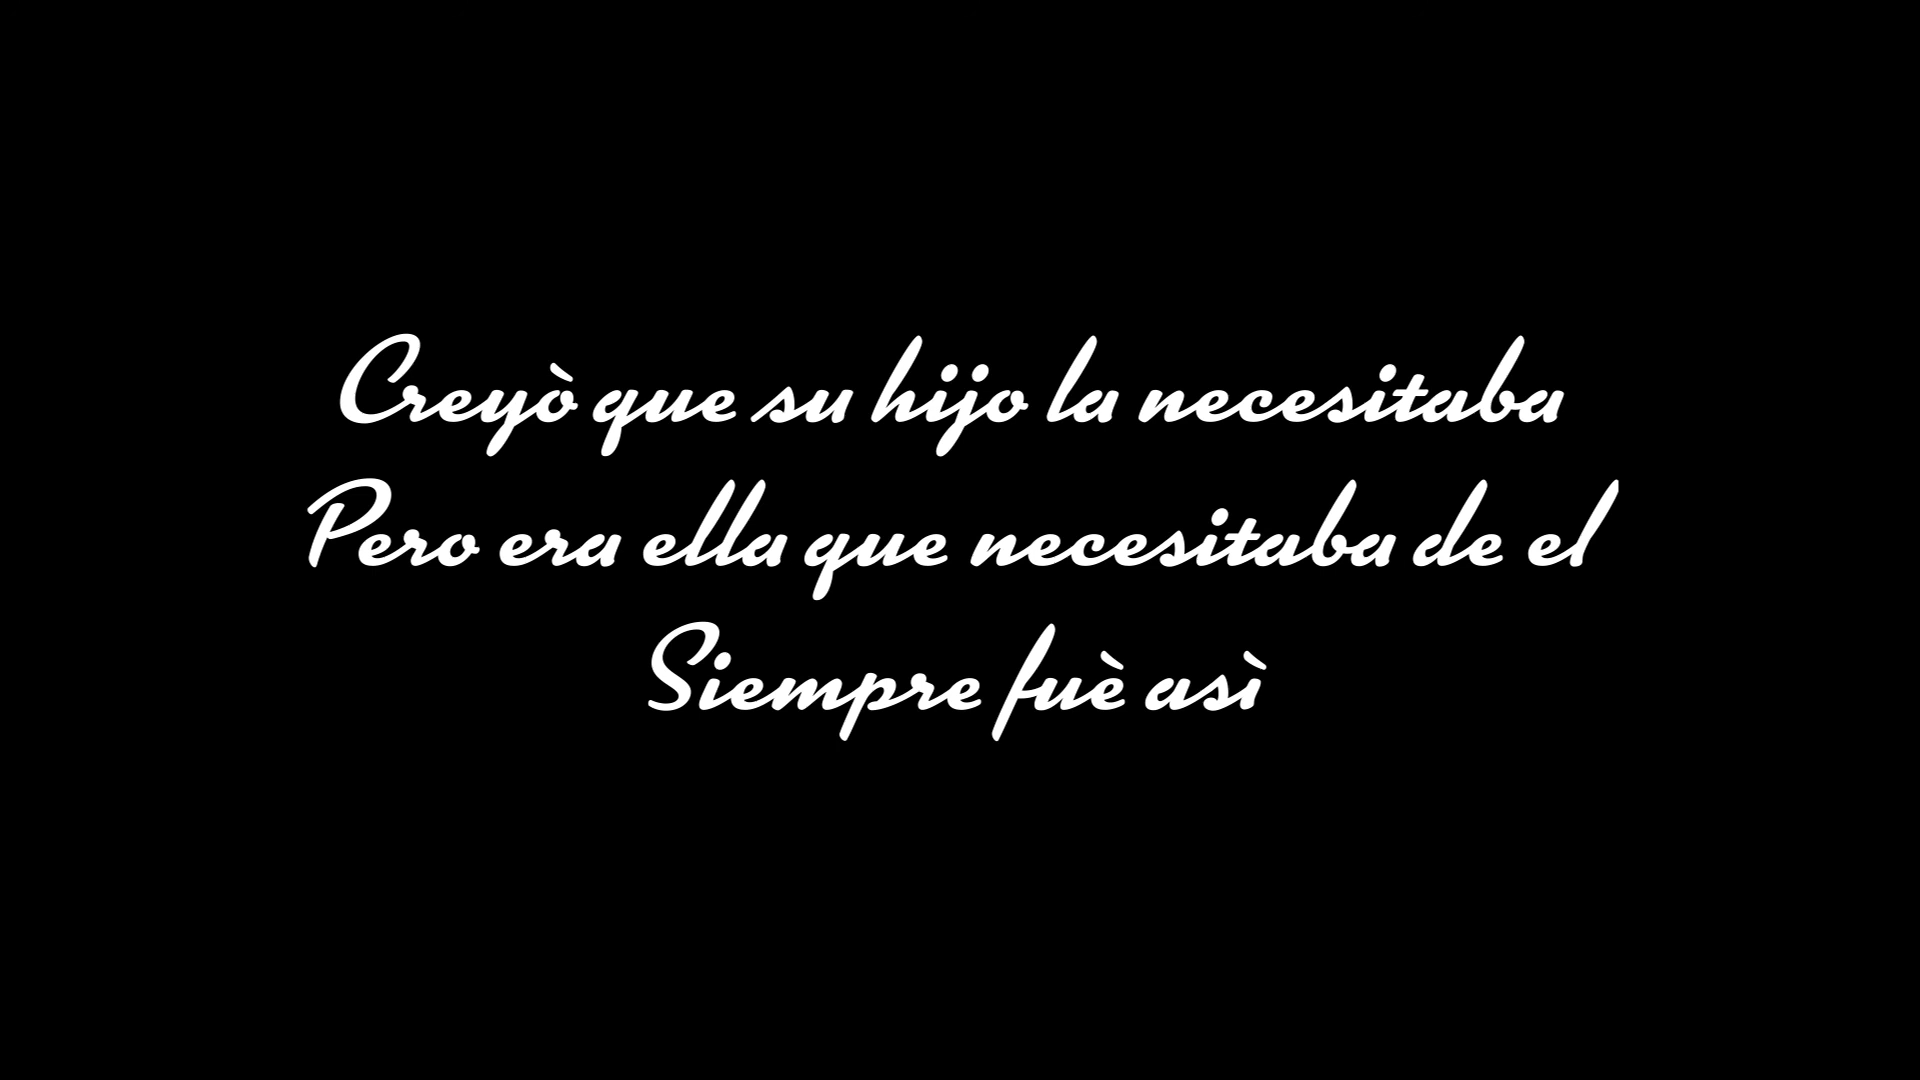 Creyò que su hijo la necesitaba
Pero era ella que necesitaba de el
Siempre fuè asì